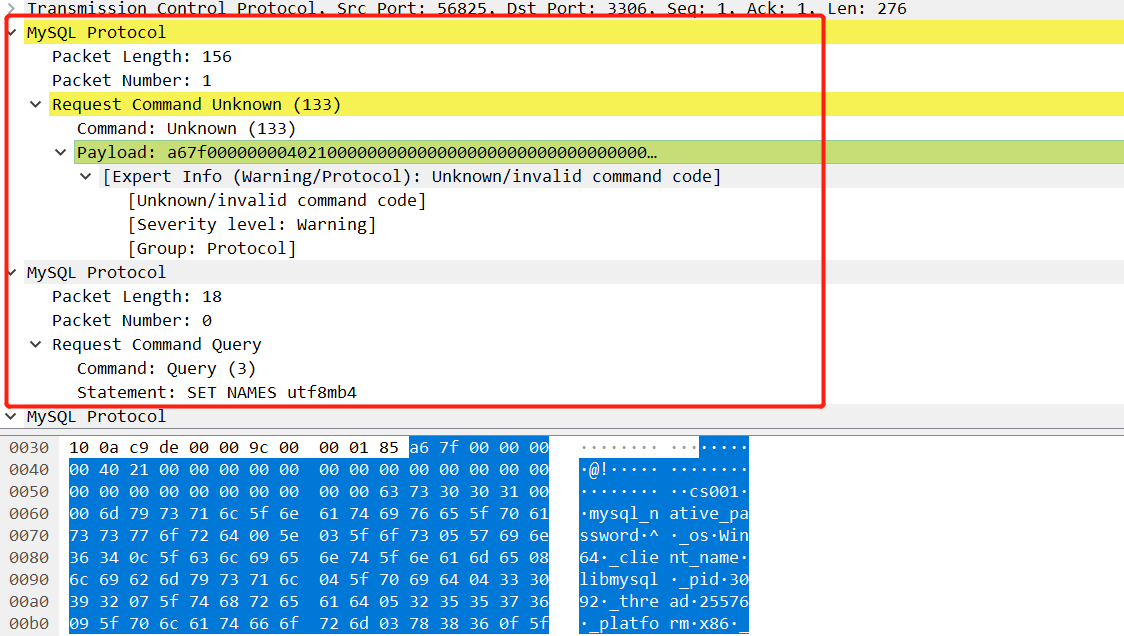 Transmission Control Protocol, Src Port: 56825, Dst Port: 3306, Seq: 1, Ack: 1, Len: 276
MySQL Protocol
Packet Length: 156
Packet Number: 1
Request Command Unknown (133)
Command: Unknown (133)
Payload: a67f00000000402100000000000000000000000000000000…
[Expert Info (Warning/Protocol): Unknown/invalid command code]
[Unknown/invalid command code]
[Severity level: Warning]
[Group: Protocol]
MySQL Protocol
Packet Length: 18
Packet Number: 0
Request Command Query
Command: Query (3)
Statement: SET NAMES utf8mb4
MySQL Protocol
0030 10 0a c9 de 00 00 9c 00 00 01 85 a6 7f 00 00 00 ········ ········
0040 00 40 21 00 00 00 00 00 00 00 00 00 00 00 00 00 ·@!····· ········
0050 00 00 00 00 00 00 00 00 00 00 63 73 30 30 31 00 ········ ··cs001·
0060 00 6d 79 73 71 6c 5f 6e 61 74 69 76 65 5f 70 61 ·mysql_n ative_pa
0070 73 73 77 6f 72 64 00 5e 03 5f 6f 73 05 57 69 6e ssword·^ ·_os·Win
0080 36 34 0c 5f 63 6c 69 65 6e 74 5f 6e 61 6d 65 08 64·_clie nt_name·
0090 6c 69 62 6d 79 73 71 6c 04 5f 70 69 64 04 33 30 libmysql ·_pid·30
00a0 39 32 07 5f 74 68 72 65 61 64 05 32 35 35 37 36 92·_thre ad·25576
00b0 09 5f 70 6c 61 74 66 6f 72 6d 03 78 38 36 0f 5f ·_platfo rm·x86·_